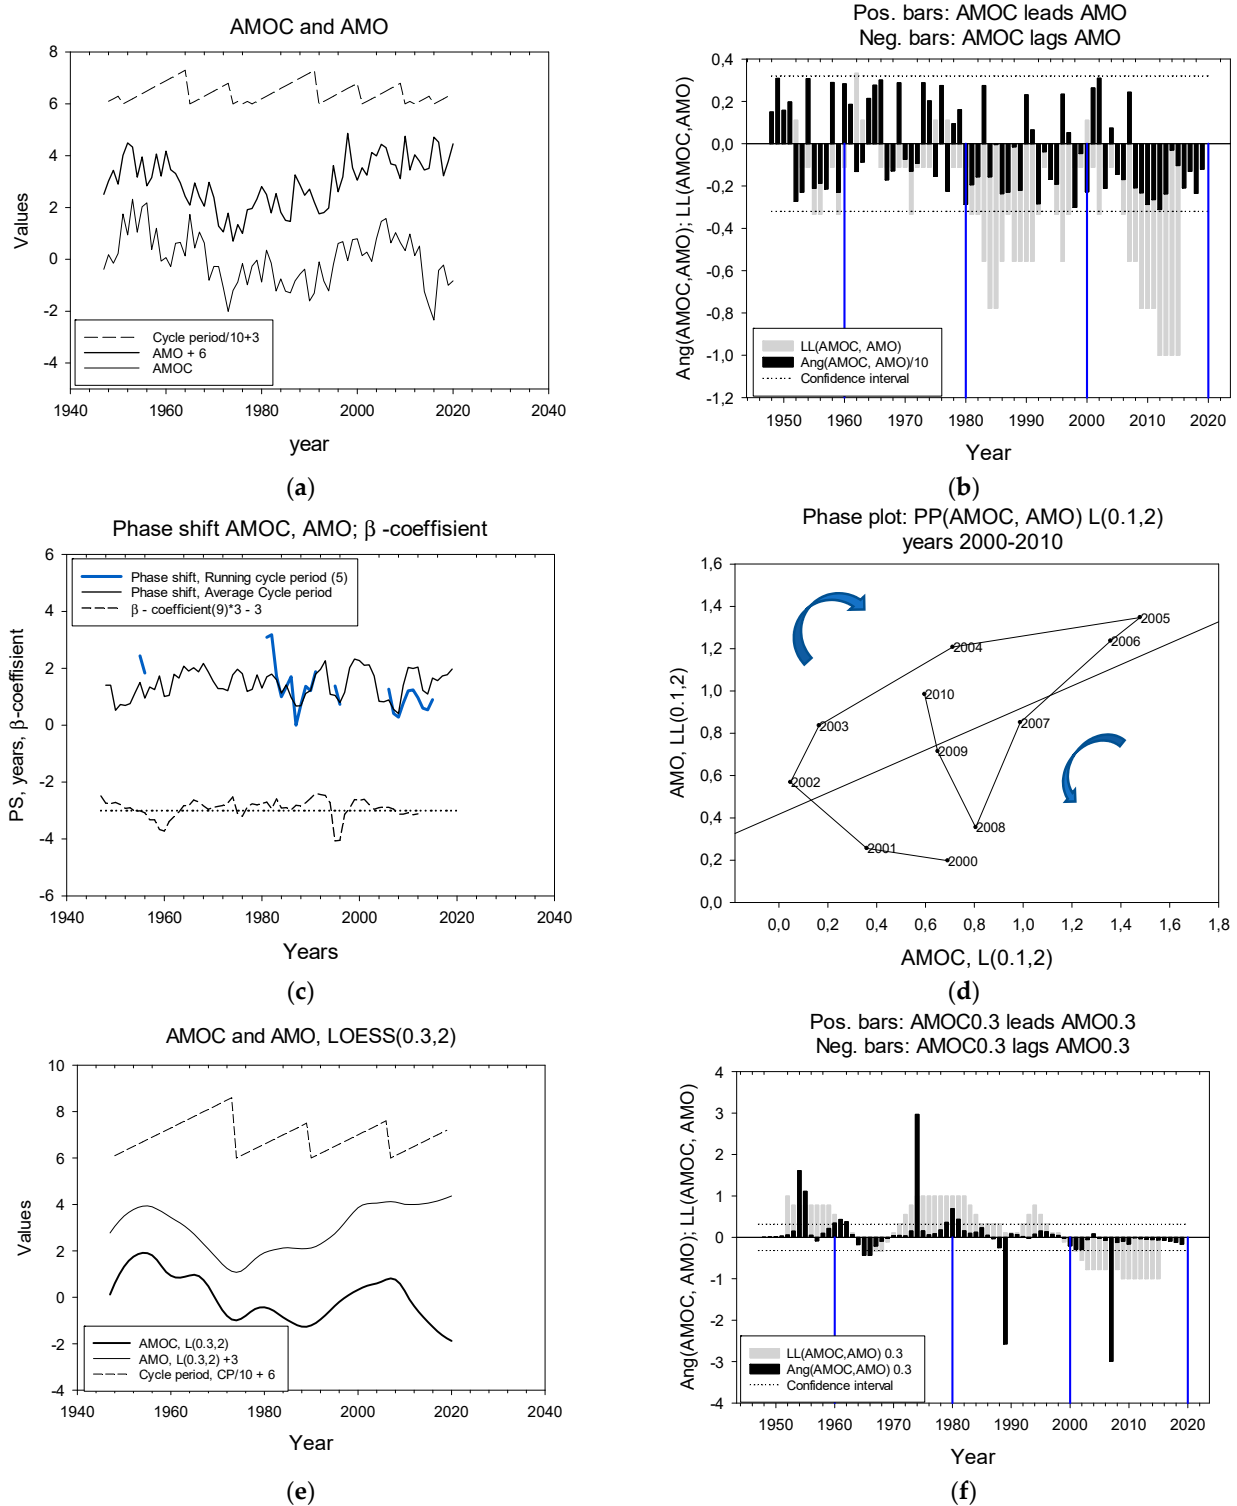 AMOC and AMO
Values
8
6
4
2
0
-2
-4
Cycle period/10+3
AMO + 6
AMOC
1940 1960 1980 2000 2020 2040
year
(a)
Pos. bars: AMOC leads AMO
Neg. bars: AMOC lags AMO
Ang(AMOC,AMO); LL(AMOC,AMO)
0,4
0,2
0,0
-0,2
-0,4
-0,6
-0,8
-1,0
-1,2
LL(AMOC, AMO)
Ang(AMOC, AMO)/10
Confidence interval
1950 1960 1970 1980 1990 2000 2010 2020
Year
(b)
Phase shift AMOC, AMO; β -coeffisient
PS, years, β-coeffisient
6
4
2
0
-2
-4
-6
Phase shift, Running cycle period (5)
Phase shift, Average Cycle period
β - coefficient(9)*3 - 3
1940 1960 1980 2000 2020 2040
Years
(c)
Phase plot: PP(AMOC, AMO) L(0.1,2)
years 2000-2010
AMO, LL(0.1,2)
1,6
1,4
1,2
1,0
0,8
0,6
0,4
0,2
0,0
2005
2006
2004
2010
2003
2007
2009
2002
2008
2001
2000
0,0 0,2 0,4 0,6 0,8 1,0 1,2 1,4 1,6 1,8
AMOC, L(0.1,2)
(d)
AMOC and AMO, LOESS(0.3,2)
Values
10
8
6
4
2
0
-2
-4
AMOC, L(0.3,2)
AMO, L(0.3,2) +3
Cycle period, CP/10 + 6
1940 1960 1980 2000 2020 2040
Year
(e)
Pos. bars: AMOC0.3 leads AMO0.3
Neg. bars: AMOC0.3 lags AMO0.3
Ang(AMOC, AMO); LL(AMOC, AMO)
4
3
2
1
0
-1
-2
-3
-4
LL(AMOC,AMO) 0.3
Ang(AMOC,AMO) 0.3
Confidence interval
1950 1960 1970 1980 1990 2000 2010 2020
Year
(f)